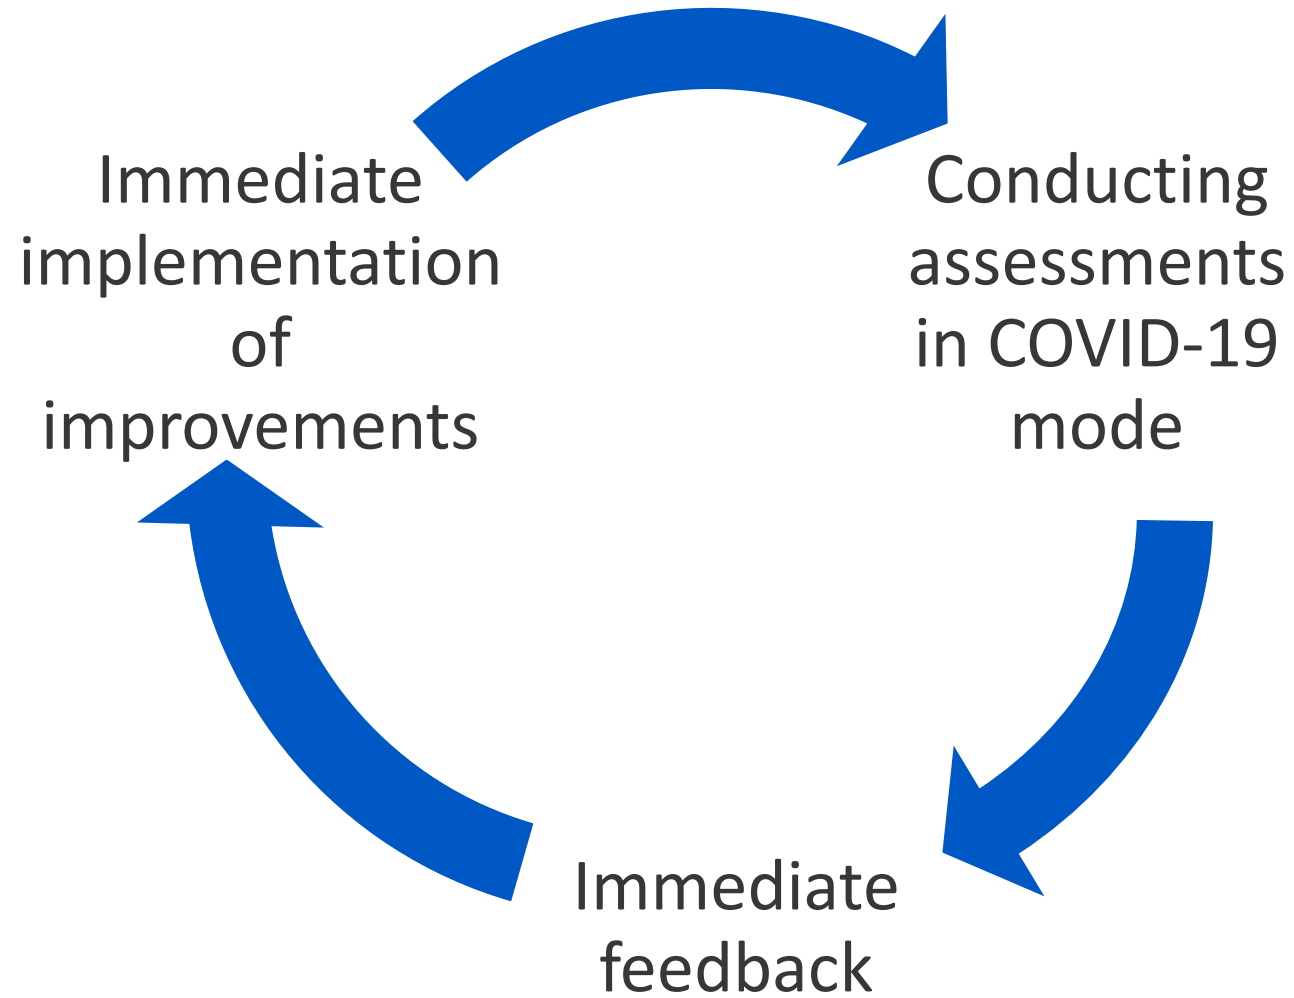 Immediate
implementation
of
improvements
Conducting
assessments
in COVID-19
mode
Immediate
feedback